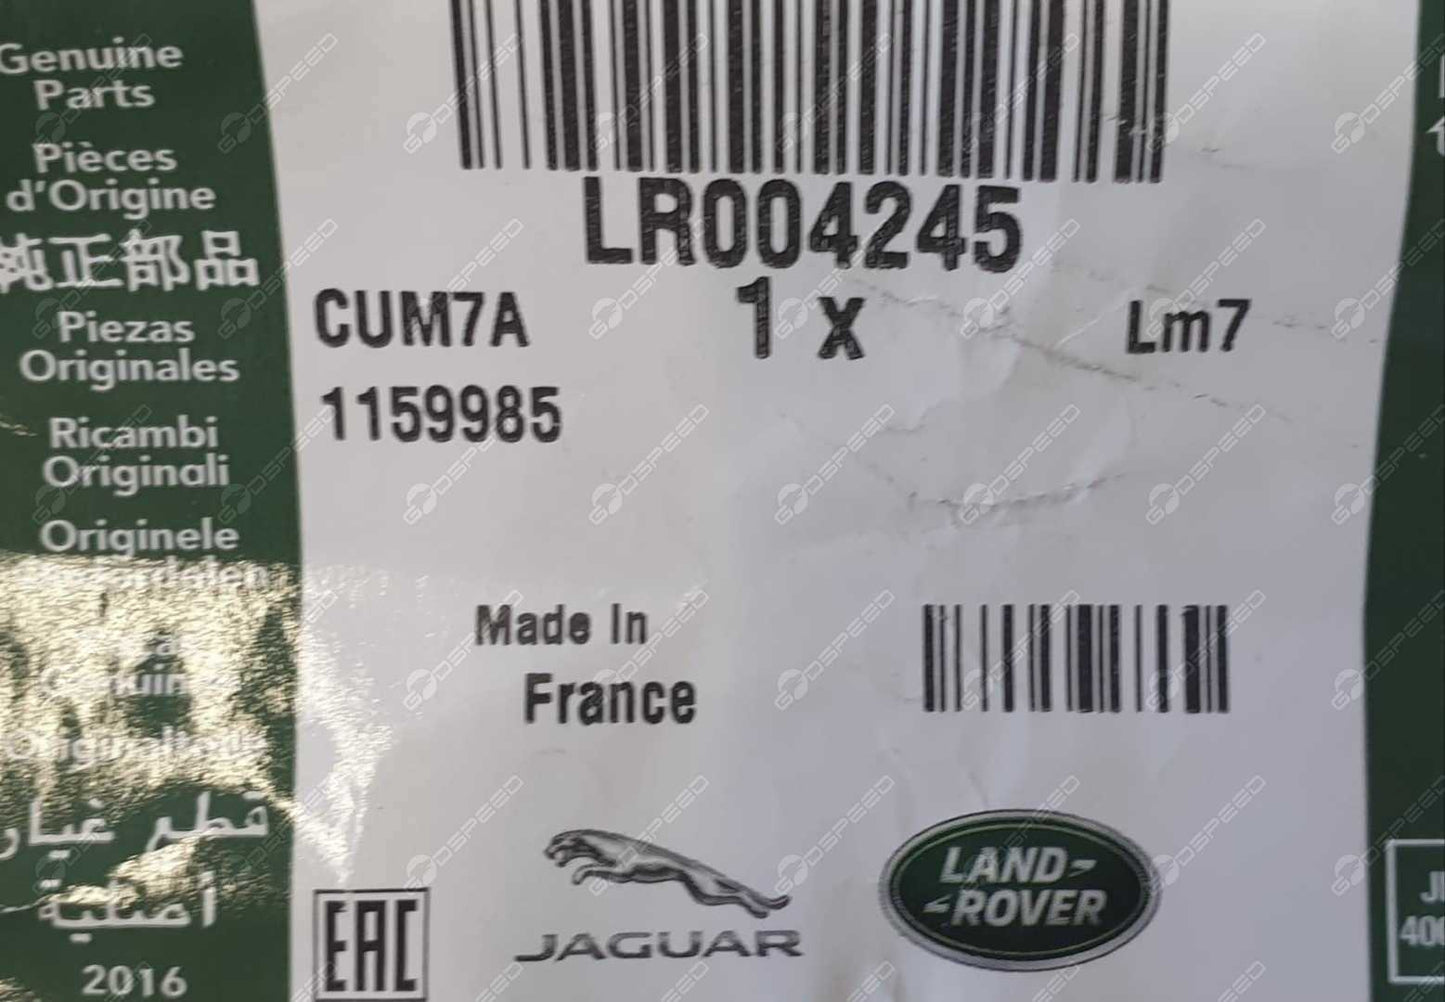 Genuine
Parts
Pièces
d'Origine
純正部品
Piezas
Originales
Ricambi
Originali
Originele
قطع غيار
أصلية
2016
LR004245
CUM7A
1 x
Lm7
1159985
Made In
France
EAC
JAGUAR
LAND-
-ROVER
GODSPEED